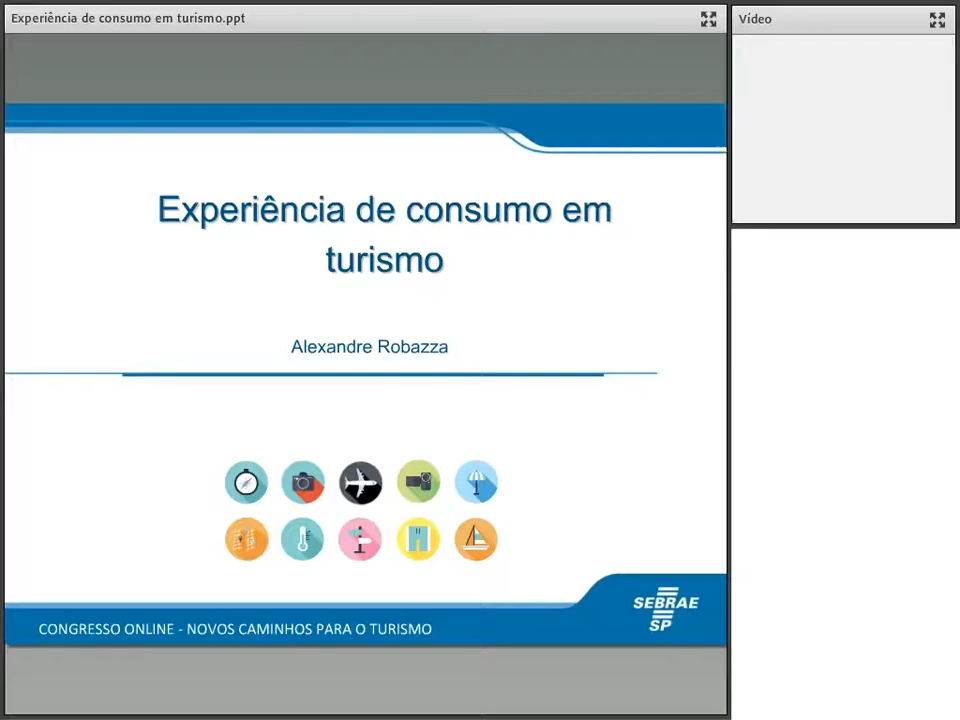 Experiência de consumo em turismo.ppt
Vídeo
Experiência de consumo em
turismo
Alexandre Robazza
SEBRAE
SP
CONGRESSO ONLINE - NOVOS CAMINHOS PARA O TURISMO